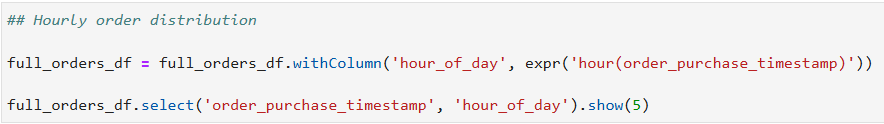 ## Hourly order distribution
full_orders_df = full_orders_df.withColumn('hour_of_day', expr('hour(order_purchase_timestamp)'))
full_orders_df.select('order_purchase_timestamp', 'hour_of_day').show(5)